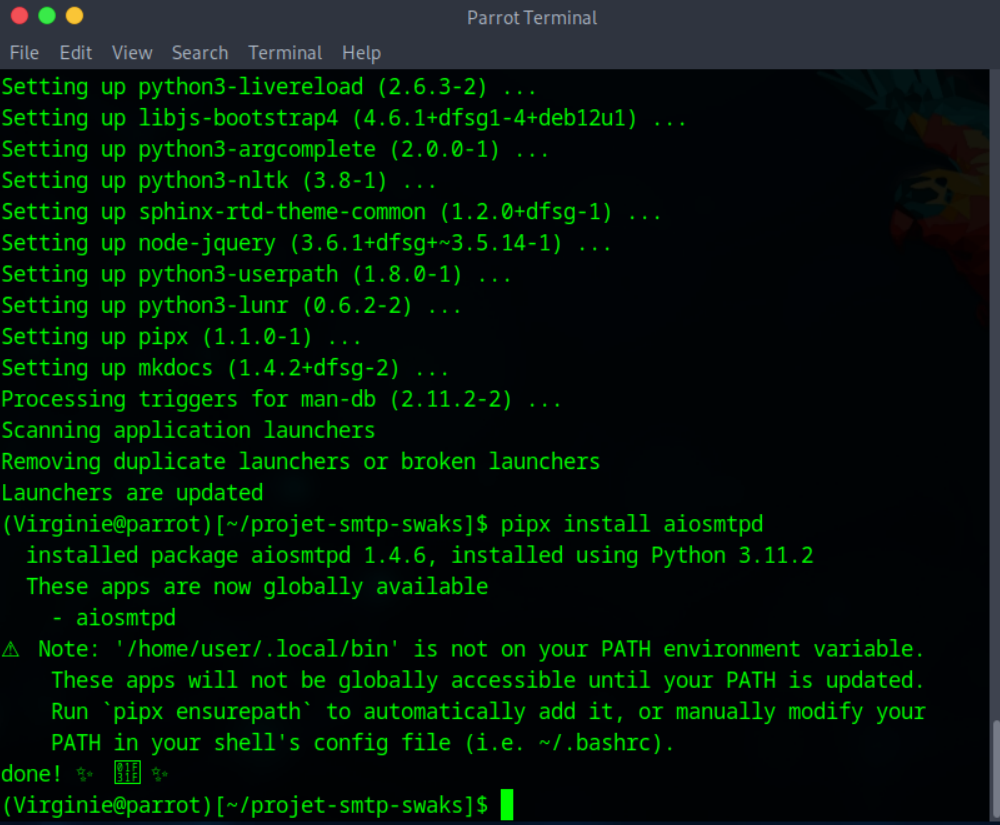 Parrot Terminal
File Edit View Search Terminal Help
Setting up python3-livereload (2.6.3-2) ...
Setting up libjs-bootstrap4 (4.6.1+dfsg1-4+deb12u1) ...
Setting up python3-argcomplete (2.0.0-1) ...
Setting up python3-nltk (3.8-1) ...
Setting up sphinx-rtd-theme-common (1.2.0+dfsg-1) ...
Setting up node-jquery (3.6.1+dfsg+~3.5.14-1) ...
Setting up python3-userpath (1.8.0-1) ...
Setting up python3-lunr (0.6.2-2) ...
Setting up pipx (1.1.0-1) ...
Setting up mkdocs (1.4.2+dfsg-2) ...
Processing triggers for man-db (2.11.2-2) ...
Scanning application launchers
Removing duplicate launchers or broken launchers
Launchers are updated
(Virginie@parrot)[~/projet-smtp-swaks]$ pipx install aiosmtpd
  installed package aiosmtpd 1.4.6, installed using Python 3.11.2
  These apps are now globally available
    - aiosmtpd
⚠ Note: '/home/user/.local/bin' is not on your PATH environment variable.
    These apps will not be globally accessible until your PATH is updated.
    Run `pipx ensurepath` to automatically add it, or manually modify your
    PATH in your shell's config file (i.e. ~/.bashrc).
done! ✨ 🌟 ✨
(Virginie@parrot)[~/projet-smtp-swaks]$